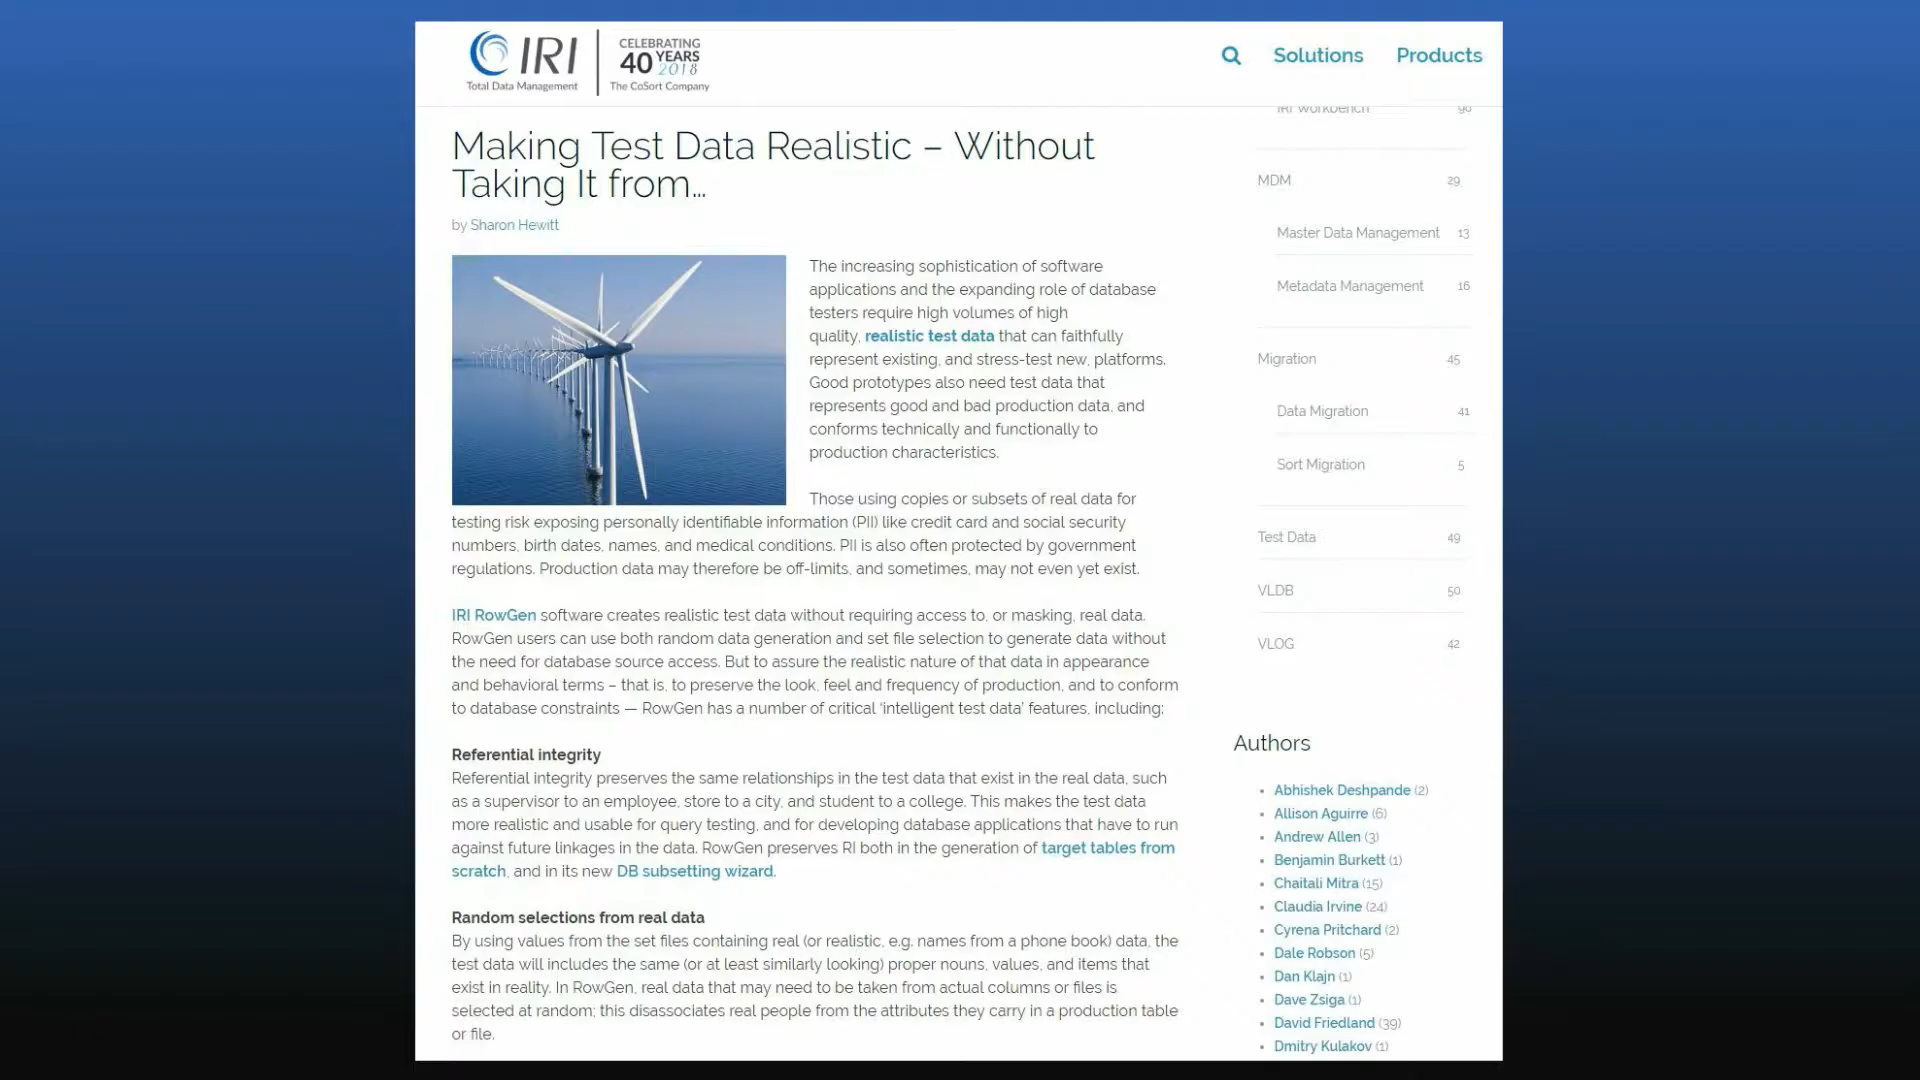 IRI
Total Data Management
CELEBRATING
40 YEARS
2018
The CoSort Company
Solutions
Products
Making Test Data Realistic – Without
Taking It from…
by Sharon Hewitt
The increasing sophistication of software
applications and the expanding role of database
testers require high volumes of high
quality, realistic test data that can faithfully
represent existing, and stress-test new, platforms.
Good prototypes also need test data that
represents good and bad production data, and
conforms technically and functionally to
production characteristics.
Those using copies or subsets of real data for
testing risk exposing personally identifiable information (PII) like credit card and social security
numbers, birth dates, names, and medical conditions. PII is also often protected by government
regulations. Production data may therefore be off-limits, and sometimes, may not even yet exist.
IRI RowGen software creates realistic test data without requiring access to, or masking, real data.
RowGen users can use both random data generation and set file selection to generate data without
the need for database source access. But to assure the realistic nature of that data in appearance
and behavioral terms – that is, to preserve the look, feel and frequency of production, and to conform
to database constraints — RowGen has a number of critical ‘intelligent test data’ features, including:
Referential integrity
Referential integrity preserves the same relationships in the test data that exist in the real data, such
as a supervisor to an employee, store to a city, and student to a college. This makes the test data
more realistic and usable for query testing, and for developing database applications that have to run
against future linkages in the data. RowGen preserves RI both in the generation of target tables from
scratch, and in its new DB subsetting wizard.
Random selections from real data
By using values from the set files containing real (or realistic, e.g. names from a phone book) data, the
test data will includes the same (or at least similarly looking) proper nouns, values, and items that
exist in reality. In RowGen, real data that may need to be taken from actual columns or files is
selected at random; this disassociates real people from the attributes they carry in a production table
or file.
IRI Workbench 90
MDM 29
Master Data Management 13
Metadata Management 16
Migration 45
Data Migration 41
Sort Migration 5
Test Data 49
VLDB 50
VLOG 42
Authors
Abhishek Deshpande (2)
Allison Aguirre (6)
Andrew Allen (3)
Benjamin Burkett (1)
Chaitali Mitra (15)
Claudia Irvine (24)
Cyrena Pritchard (2)
Dale Robson (5)
Dan Klajn (1)
Dave Zsiga (1)
David Friedland (39)
Dmitry Kulakov (1)